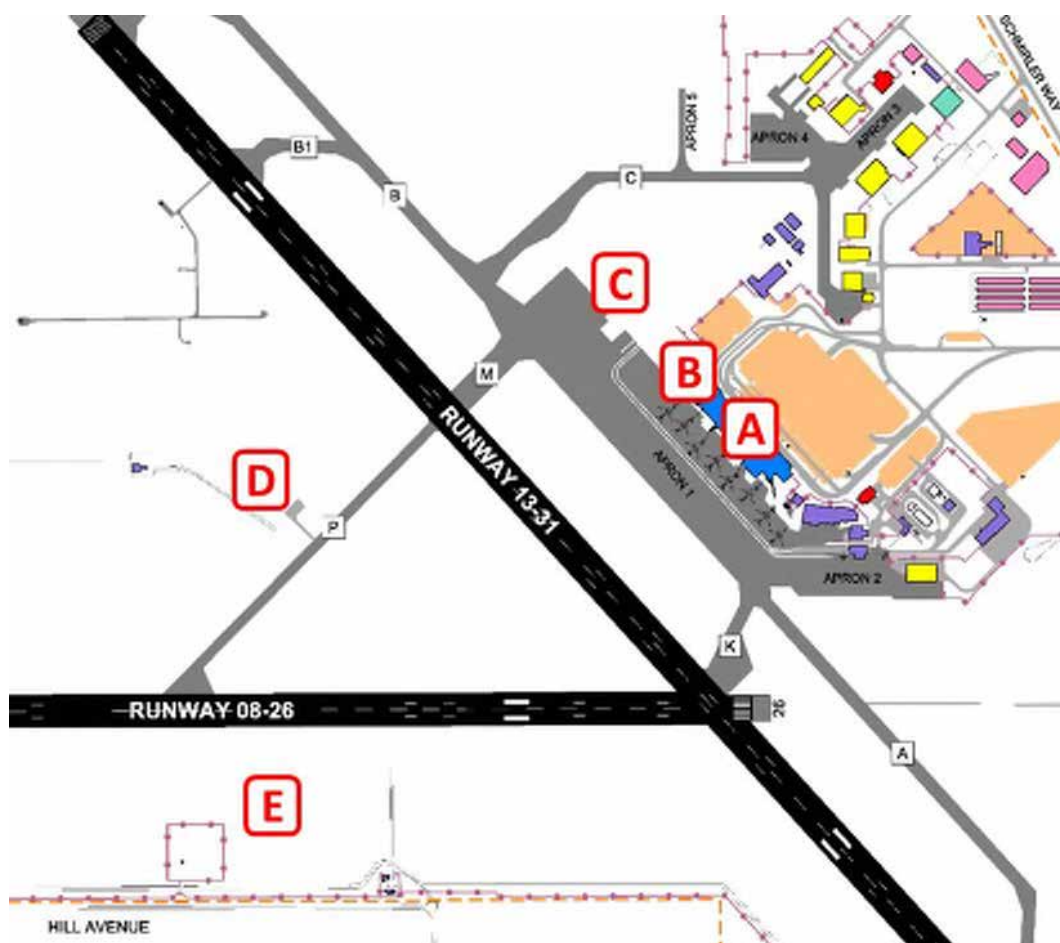 SCHMIRLER WAY
APRON 5
APRON 4
APRON 3
B1
B
C
C
M
B
A
RUNWAY 13-31
APRON 1
D
P
APRON 2
K
RUNWAY 08-26
26
A
E
HILL AVENUE